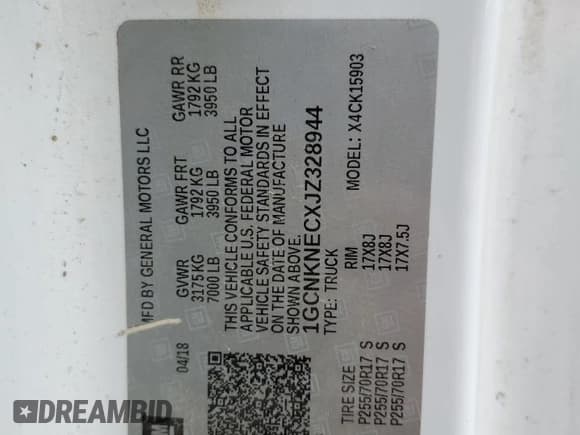 MFD BY GENERAL MOTORS LLC
04/18
GVWR GAWR FRT GAWR RR
3175 KG 1792 KG 1792 KG
7000 LB 3950 LB 3950 LB
THIS VEHICLE CONFORMS TO ALL
APPLICABLE U.S. FEDERAL MOTOR
VEHICLE SAFETY STANDARDS IN EFFECT
ON THE DATE OF MANUFACTURE
SHOWN ABOVE.
1GCNKNECXJZ328944
TYPE: TRUCK MODEL: X4CK15903
TIRE SIZE RIM
P255/70R17 S 17X8J
P255/70R17 S 17X8J
P255/70R17 S 17X7.5J
GM
DREAMBID